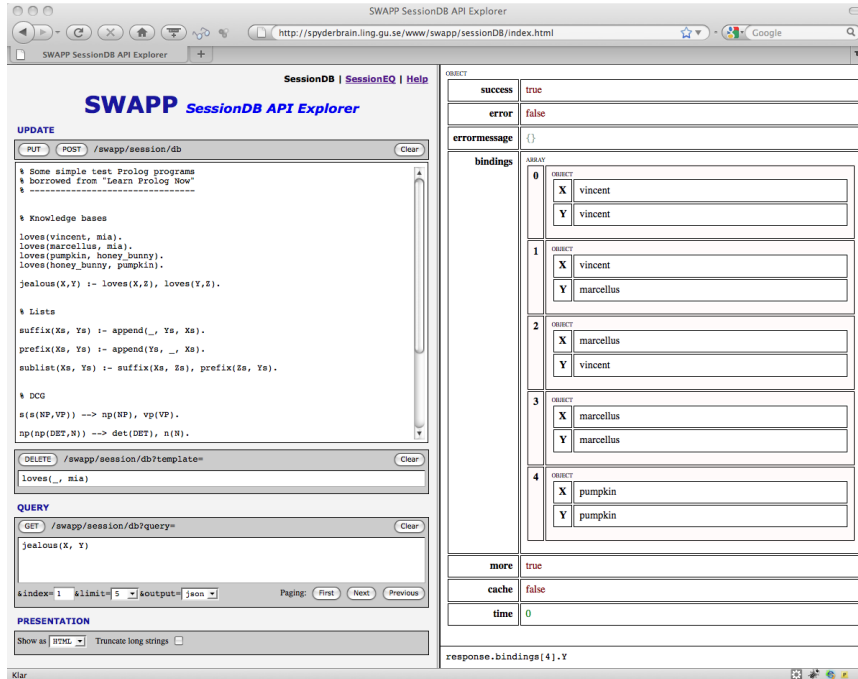 SWAPP SessionDB API Explorer
http://spyderbrain.ling.gu.se/www/swapp/sessionDB/index.html
Google
SWAPP SessionDB API Explorer
+
SessionDB | SessionEQ | Help
SWAPP SessionDB API Explorer
UPDATE
PUT POST /swapp/session/db Clear
% Some simple test Prolog programs
% borrowed from "Learn Prolog Now"
% --------------------------------
% Knowledge bases
loves(vincent, mia).
loves(marcellus, mia).
loves(pumpkin, honey_bunny).
loves(honey_bunny, pumpkin).
jealous(X,Y) :- loves(X,Z), loves(Y,Z).
% Lists
suffix(Xs, Ys) :- append(_, Ys, Xs).
prefix(Xs, Ys) :- append(Ys, _, Xs).
sublist(Xs, Ys) :- suffix(Xs, Zs), prefix(Zs, Ys).
% DCG
s(s(NP,VP)) --> np(NP), vp(VP).
np(np(DET,N)) --> det(DET), n(N).
DELETE /swapp/session/db?template= Clear
loves(_, mia)
QUERY
GET /swapp/session/db?query= Clear
jealous(X, Y)
&index= 1 &limit= 5 &output= json Paging: First Next Previous
PRESENTATION
Show as HTML Truncate long strings
Klar
OBJECT
success true
error false
errormessage {}
bindings ARRAY
0 OBJECT
X vincent
Y vincent
1 OBJECT
X vincent
Y marcellus
2 OBJECT
X marcellus
Y vincent
3 OBJECT
X marcellus
Y marcellus
4 OBJECT
X pumpkin
Y pumpkin
more true
cache false
time 0
response.bindings[4].Y